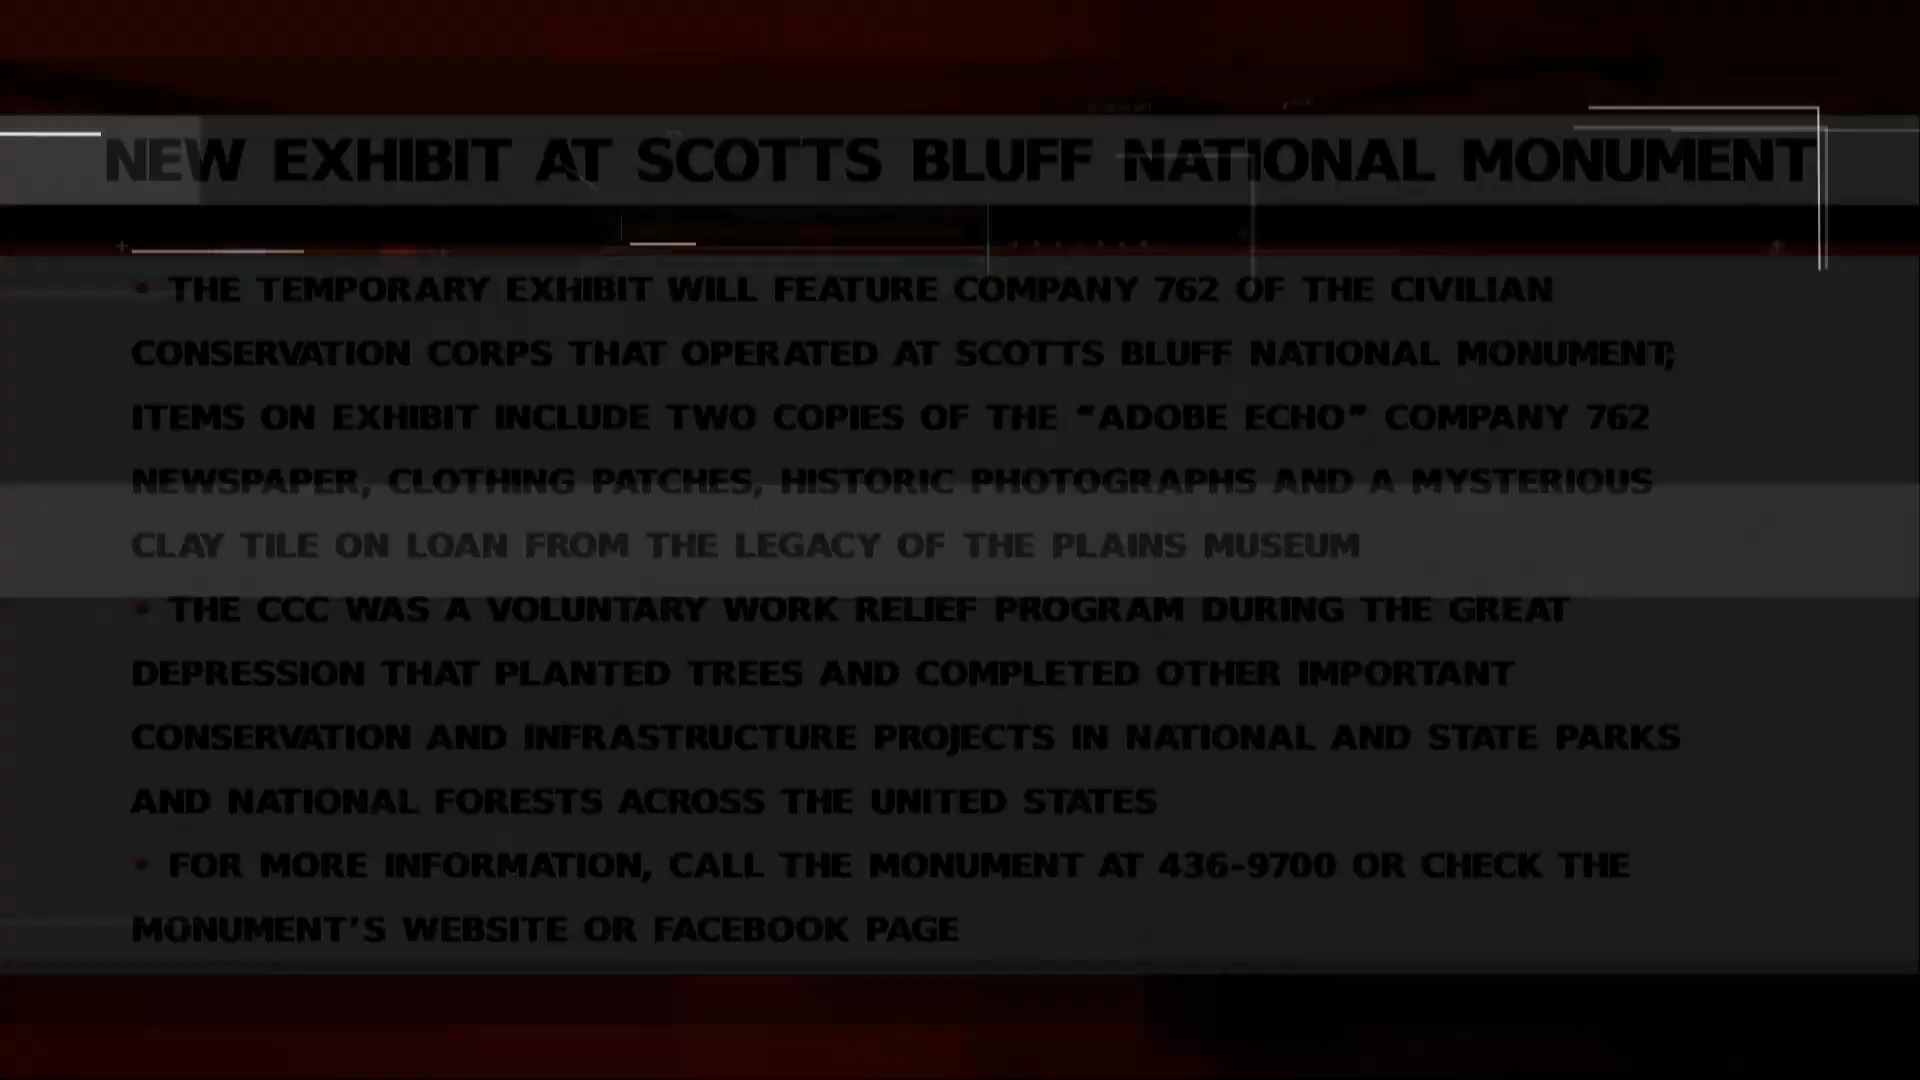 NEW EXHIBIT AT SCOTTS BLUFF NATIONAL MONUMENT
• THE TEMPORARY EXHIBIT WILL FEATURE COMPANY 762 OF THE CIVILIAN
CONSERVATION CORPS THAT OPERATED AT SCOTTS BLUFF NATIONAL MONUMENT;
ITEMS ON EXHIBIT INCLUDE TWO COPIES OF THE “ADOBE ECHO” COMPANY 762
NEWSPAPER, CLOTHING PATCHES, HISTORIC PHOTOGRAPHS AND A MYSTERIOUS
CLAY TILE ON LOAN FROM THE LEGACY OF THE PLAINS MUSEUM
• THE CCC WAS A VOLUNTARY WORK RELIEF PROGRAM DURING THE GREAT
DEPRESSION THAT PLANTED TREES AND COMPLETED OTHER IMPORTANT
CONSERVATION AND INFRASTRUCTURE PROJECTS IN NATIONAL AND STATE PARKS
AND NATIONAL FORESTS ACROSS THE UNITED STATES
• FOR MORE INFORMATION, CALL THE MONUMENT AT 436-9700 OR CHECK THE
MONUMENT’S WEBSITE OR FACEBOOK PAGE